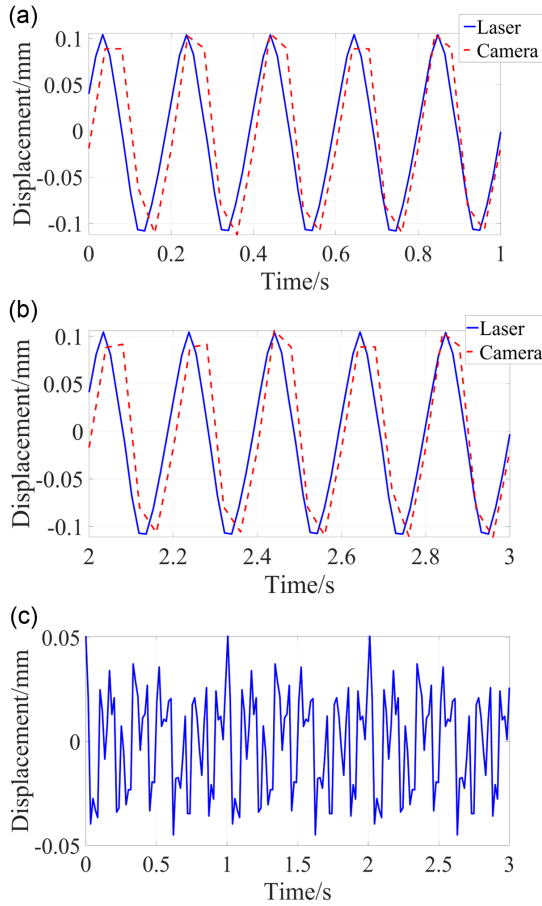 (a)
Displacement/mm
0.1
0.05
0
-0.05
-0.1
Laser
Camera
0 0.2 0.4 0.6 0.8 1
Time/s
(b)
Displacement/mm
0.1
0.05
0
-0.05
-0.1
Laser
Camera
2 2.2 2.4 2.6 2.8 3
Time/s
(c)
Displacement/mm
0.05
0
-0.05
0 0.5 1 1.5 2 2.5 3
Time/s